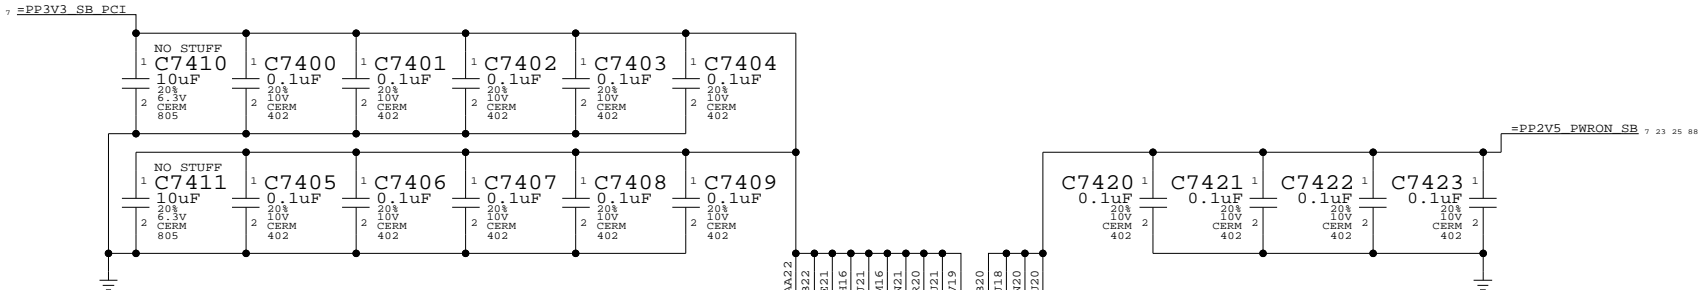 7 =PP3V3_SB_PCI
NO STUFF
C7410
10uF
20%
6.3V
CERM
805
1
2
C7400
0.1uF
20%
10V
CERM
402
1
2
C7401
0.1uF
20%
10V
CERM
402
1
2
C7402
0.1uF
20%
10V
CERM
402
1
2
C7403
0.1uF
20%
10V
CERM
402
1
2
C7404
0.1uF
20%
10V
CERM
402
1
2
=PP2V5_PWRON_SB 7 23 25 88
NO STUFF
C7411
10uF
20%
6.3V
CERM
805
1
2
C7405
0.1uF
20%
10V
CERM
402
1
2
C7406
0.1uF
20%
10V
CERM
402
1
2
C7407
0.1uF
20%
10V
CERM
402
1
2
C7408
0.1uF
20%
10V
CERM
402
1
2
C7409
0.1uF
20%
10V
CERM
402
1
2
C7420
0.1uF
20%
10V
CERM
402
1
2
C7421
0.1uF
20%
10V
CERM
402
1
2
C7422
0.1uF
20%
10V
CERM
402
1
2
C7423
0.1uF
20%
10V
CERM
402
1
2
AA22